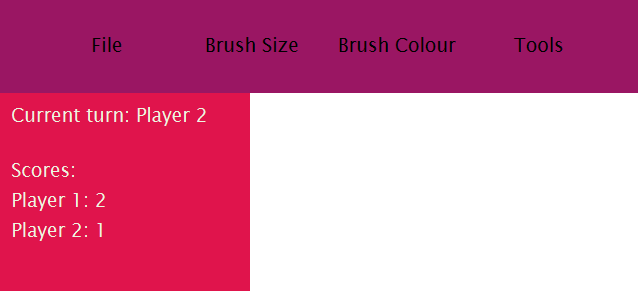 File Brush Size Brush Colour Tools
Current turn: Player 2
Scores:
Player 1: 2
Player 2: 1